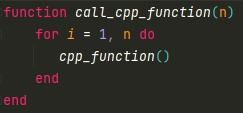 function call_cpp_function(n)
    for i = 1, n do
        cpp_function()
    end
end